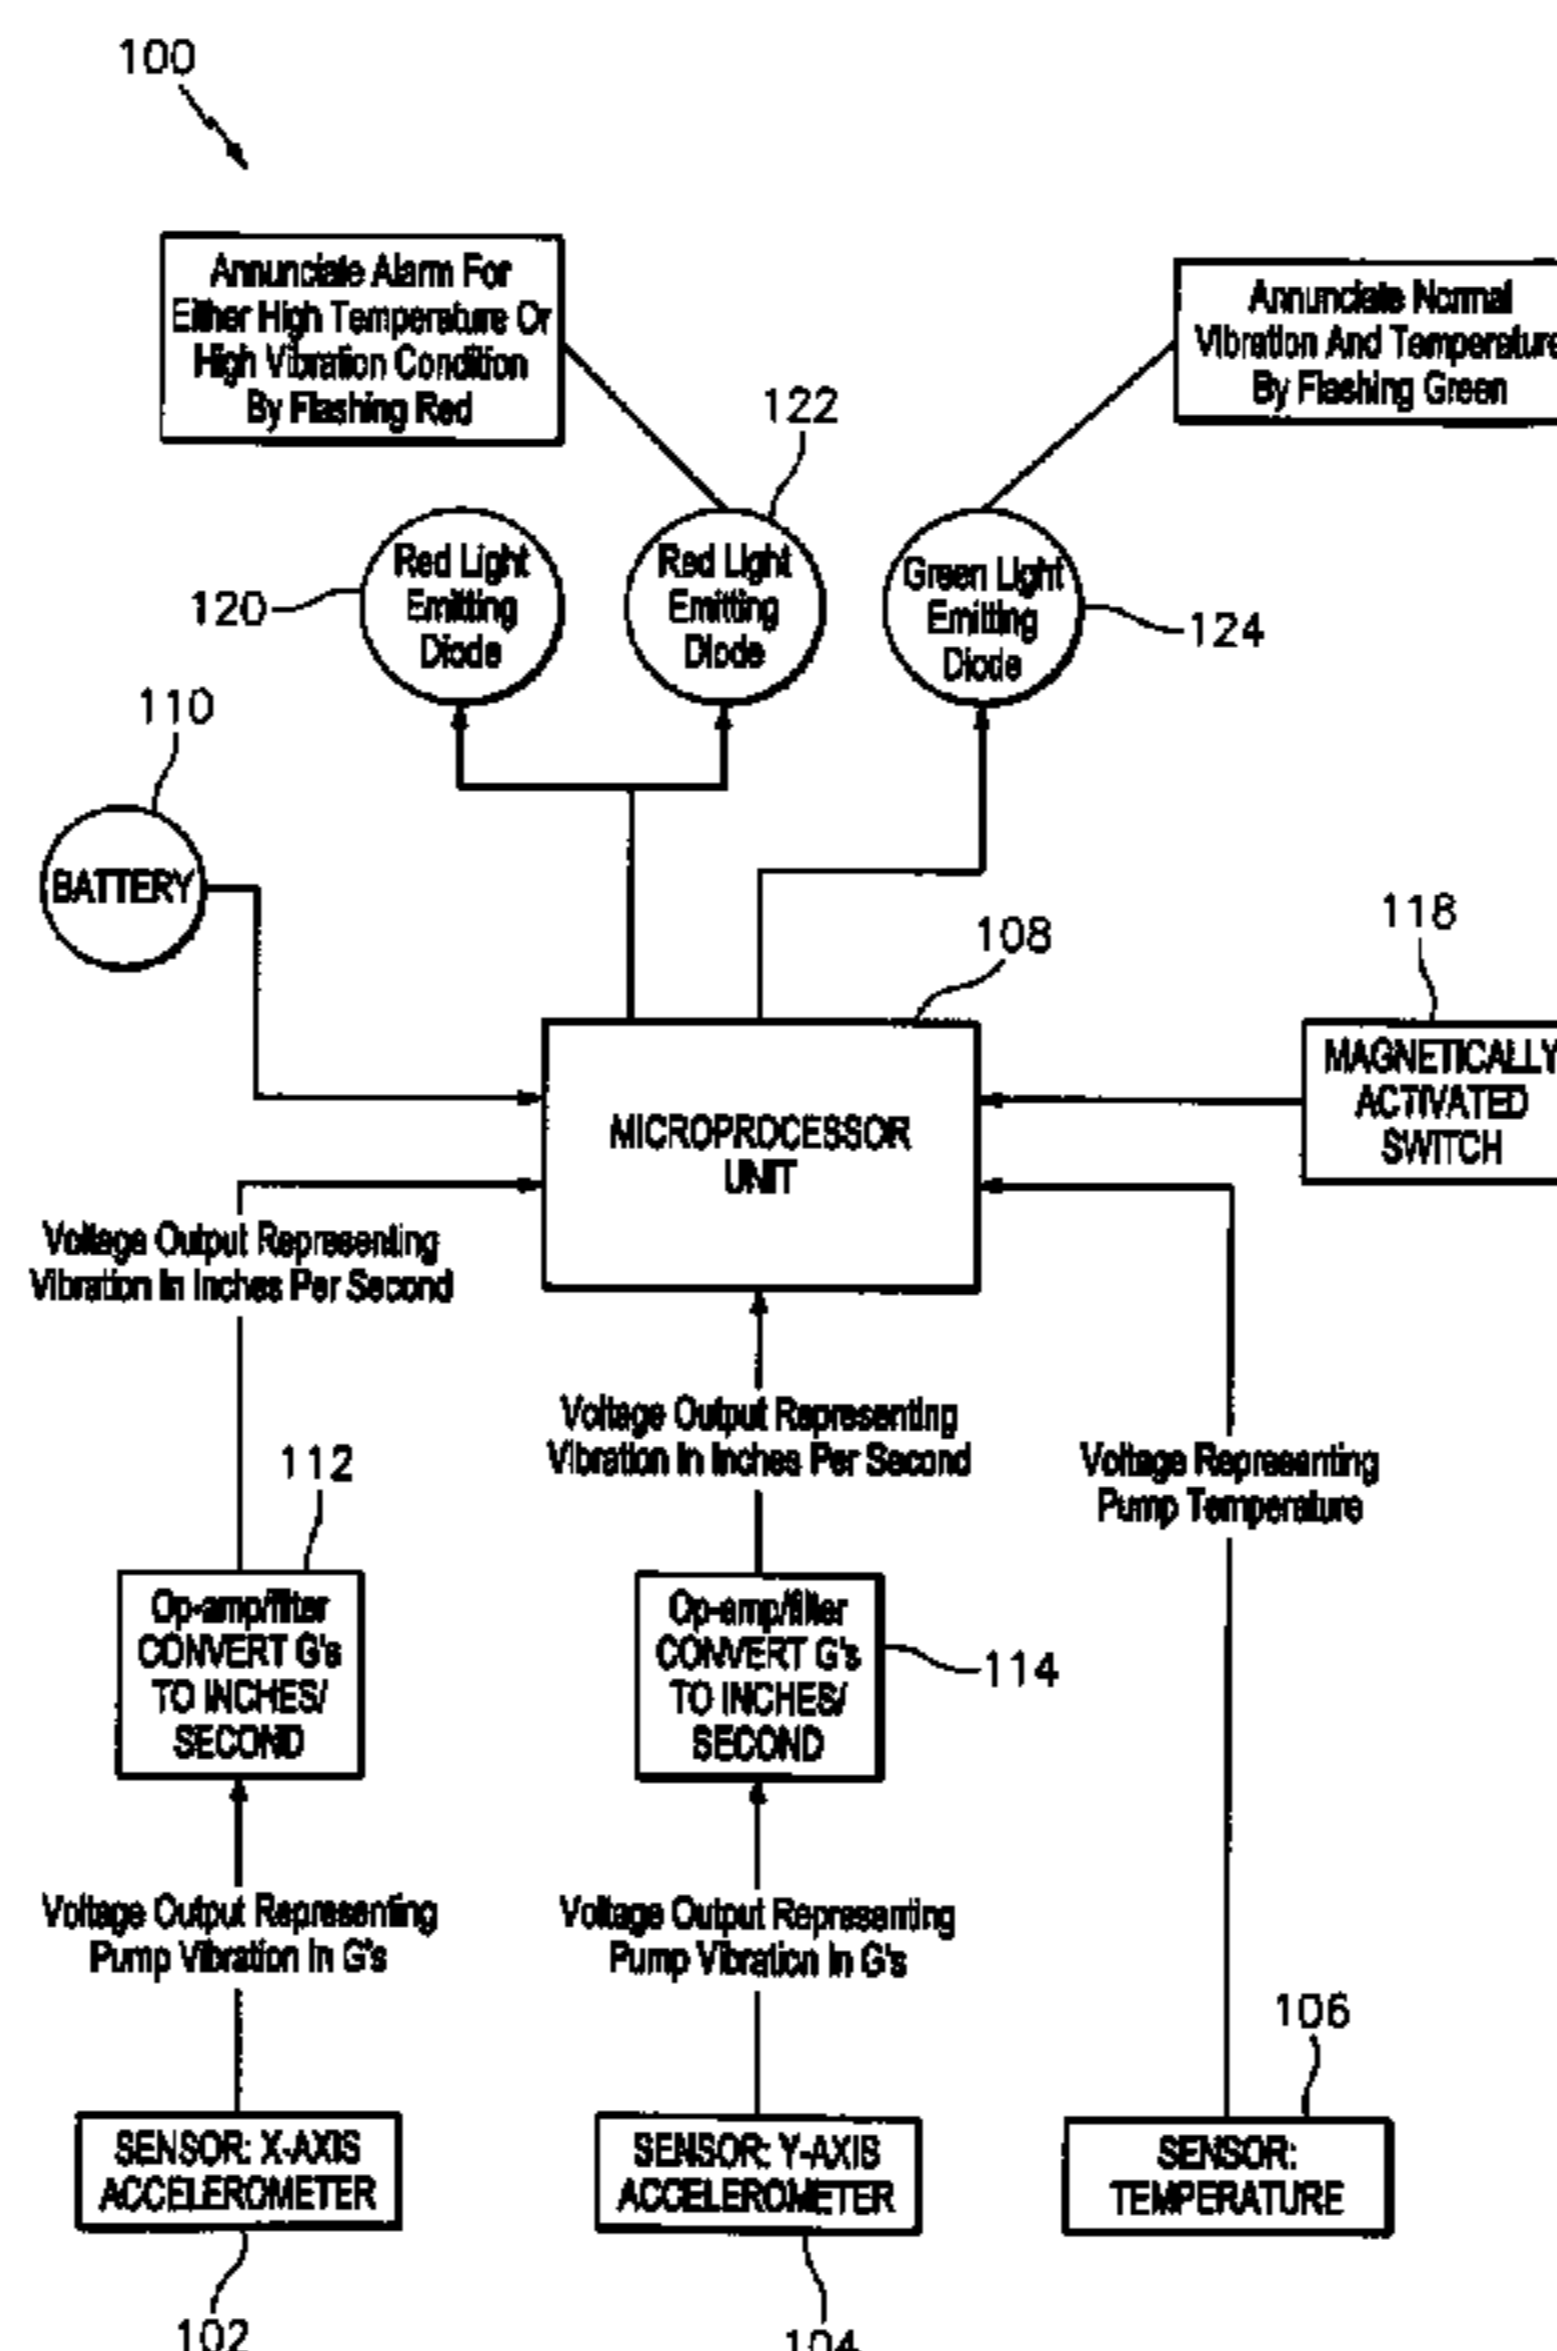 100
Annunciate Alarm For
Either High Temperature Or
High Vibration Condition
By Flashing Red
Annunciate Normal
Vibration And Temperature
By Flashing Green
122
Red Light
Emitting
Diode
Red Light
Emitting
Diode
Green Light
Emitting
Diode
120
124
110
BATTERY
108
118
MICROPROCESSOR
UNIT
MAGNETICALLY
ACTIVATED
SWITCH
Voltage Output Representing
Vibration In Inches Per Second
Voltage Output Representing
Vibration In Inches Per Second
Voltage Representing
Pump Temperature
112
Op-amp/filter
CONVERT G's
TO INCHES/
SECOND
Op-amp/filter
CONVERT G's
TO INCHES/
SECOND
114
Voltage Output Representing
Pump Vibration In G's
Voltage Output Representing
Pump Vibration In G's
106
SENSOR: X-AXIS
ACCELEROMETER
SENSOR: Y-AXIS
ACCELEROMETER
SENSOR:
TEMPERATURE
102
104